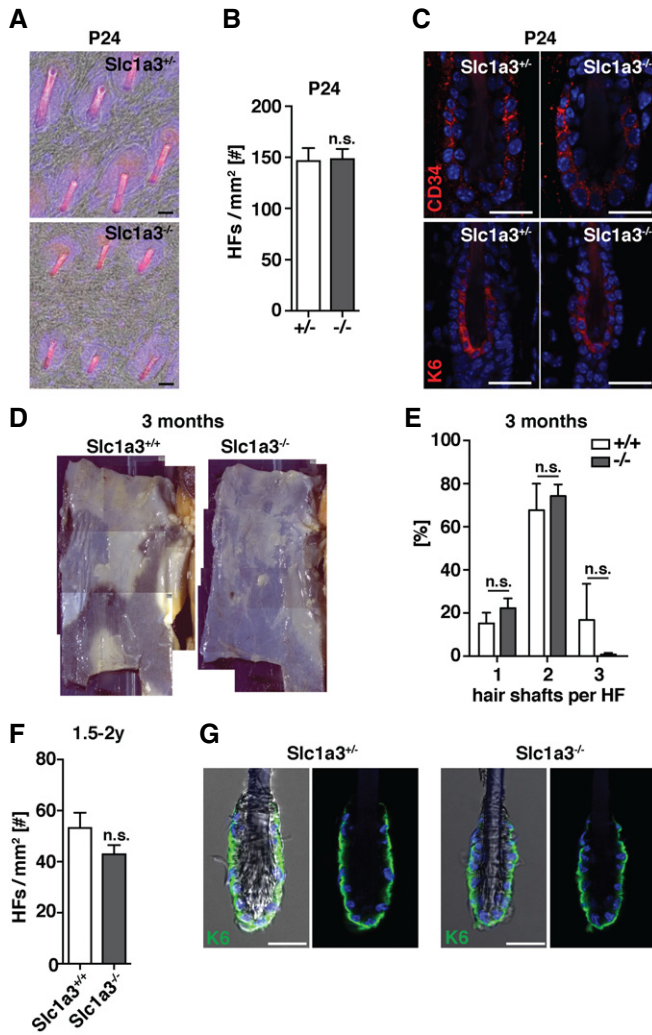 A
P24
Slc1a3+/-
Slc1a3-/-
B
P24
HFs / mm² [#]
200
150
100
50
0
n.s.
+/-
-/-
C
P24
Slc1a3+/-
Slc1a3-/-
CD34
Slc1a3+/-
Slc1a3-/-
K6
D
3 months
Slc1a3+/+
Slc1a3-/-
E
3 months
+/+
-/-
[%]
100
80
60
40
20
0
n.s.
n.s.
n.s.
1
2
3
hair shafts per HF
F
1.5-2y
HFs / mm² [#]
80
60
40
20
0
n.s.
Slc1a3+/+
Slc1a3-/-
G
Slc1a3+/-
Slc1a3-/-
K6
K6